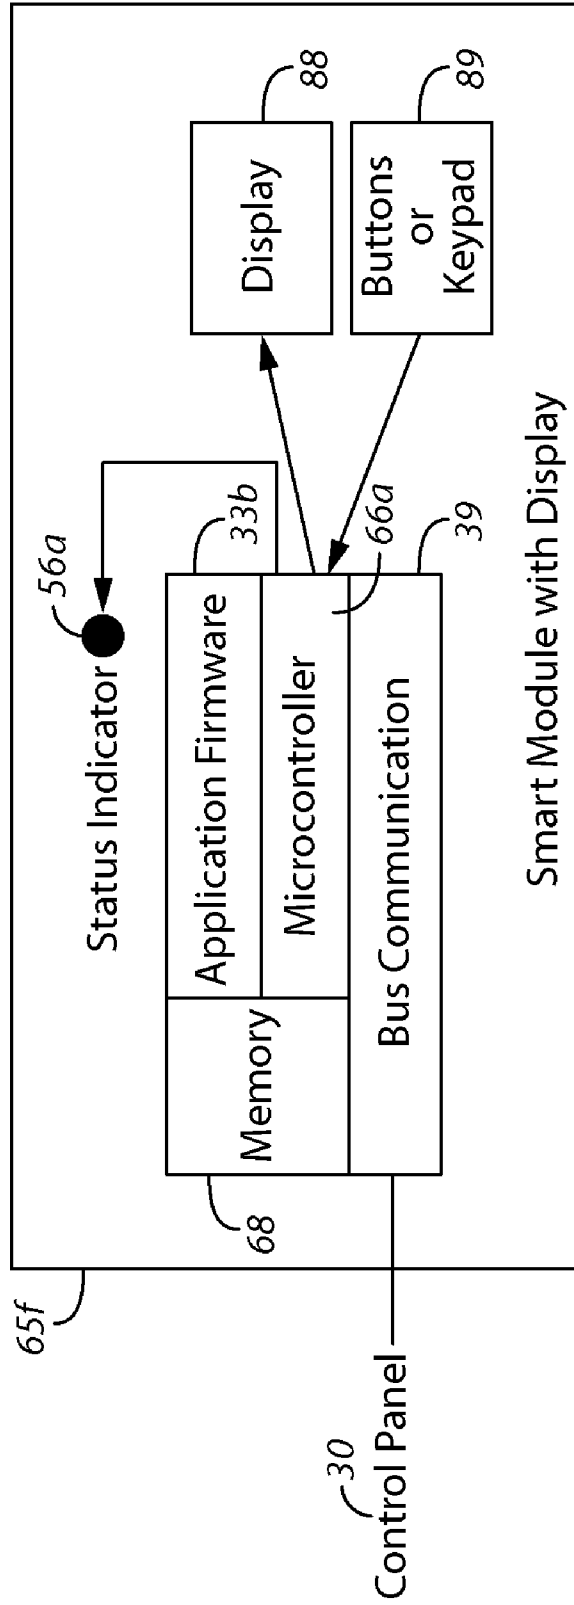 65f
Status Indicator
56a
68
Memory
Application Firmware
33b
Microcontroller
66a
Bus Communication
39
Display
88
Buttons
or
Keypad
89
30
Control Panel
Smart Module with Display